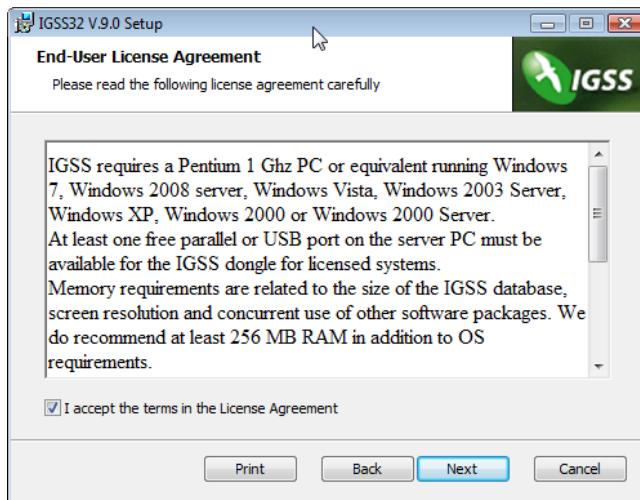 IGSS32 V.9.0 Setup
End-User License Agreement
Please read the following license agreement carefully
IGSS
IGSS requires a Pentium 1 Ghz PC or equivalent running Windows
7, Windows 2008 server, Windows Vista, Windows 2003 Server,
Windows XP, Windows 2000 or Windows 2000 Server.
At least one free parallel or USB port on the server PC must be
available for the IGSS dongle for licensed systems.
Memory requirements are related to the size of the IGSS database,
screen resolution and concurrent use of other software packages. We
do recommend at least 256 MB RAM in addition to OS
requirements.
I accept the terms in the License Agreement
Print Back Next Cancel